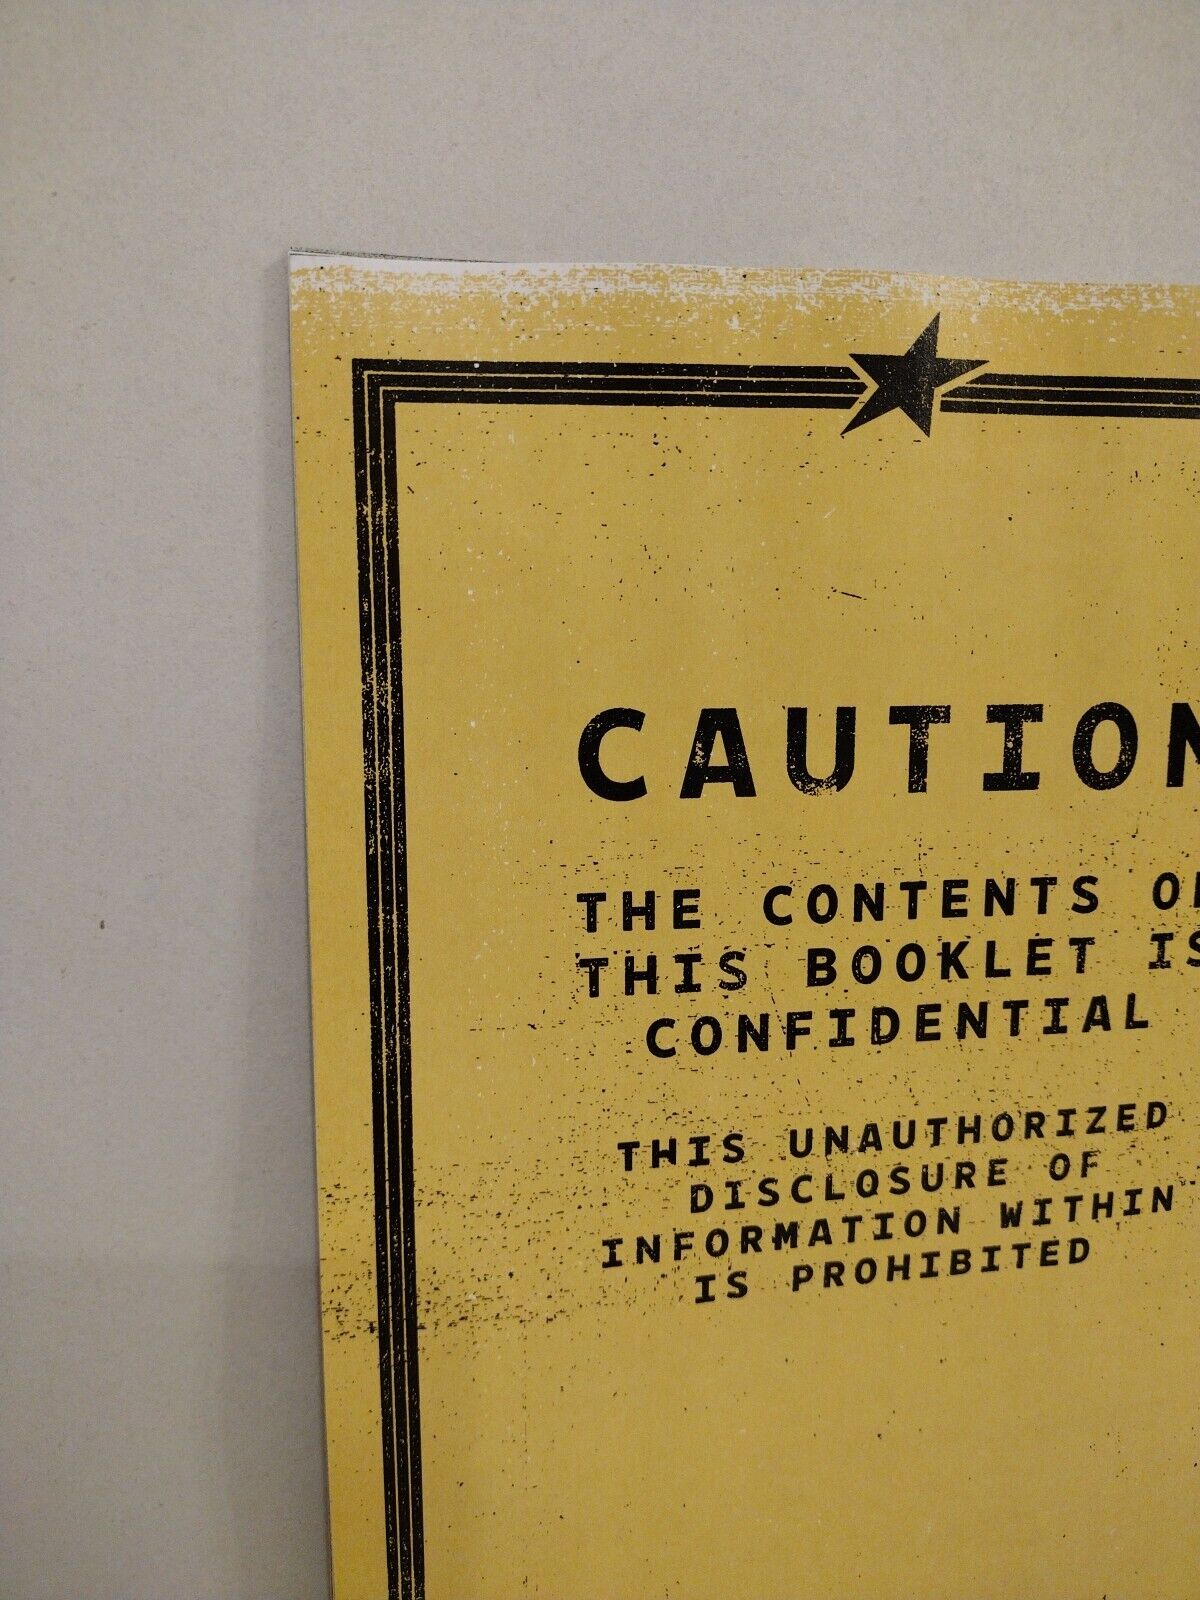 CAUTION
THE CONTENTS OF
THIS BOOKLET IS
CONFIDENTIAL
THIS UNAUTHORIZED
DISCLOSURE OF
INFORMATION WITHIN
IS PROHIBITED